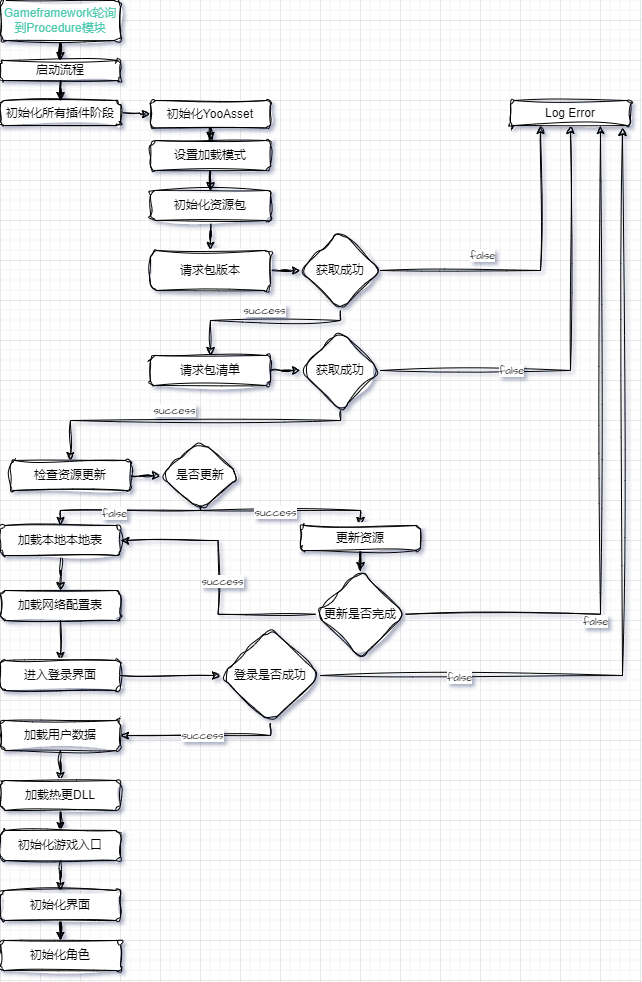 Gameframework轮询
到Procedure模块
启动流程
初始化所有插件阶段
初始化YooAsset
Log Error
设置加载模式
初始化资源包
请求包版本
获取成功
false
success
请求包清单
获取成功
false
success
检查资源更新
是否更新
false
success
加载本地本地表
更新资源
success
加载网络配置表
更新是否完成
false
进入登录界面
登录是否成功
false
加载用户数据
success
加载热更DLL
初始化游戏入口
初始化界面
初始化角色